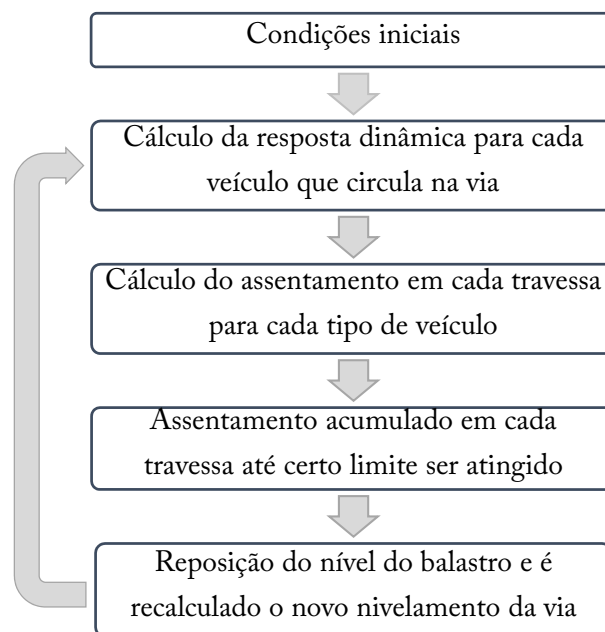 Condições iniciais
Cálculo da resposta dinâmica para cada
veículo que circula na via
Cálculo do assentamento em cada travessa
para cada tipo de veículo
Assentamento acumulado em cada
travessa até certo limite ser atingido
Reposição do nível do balastro e é
recalculado o novo nivelamento da via